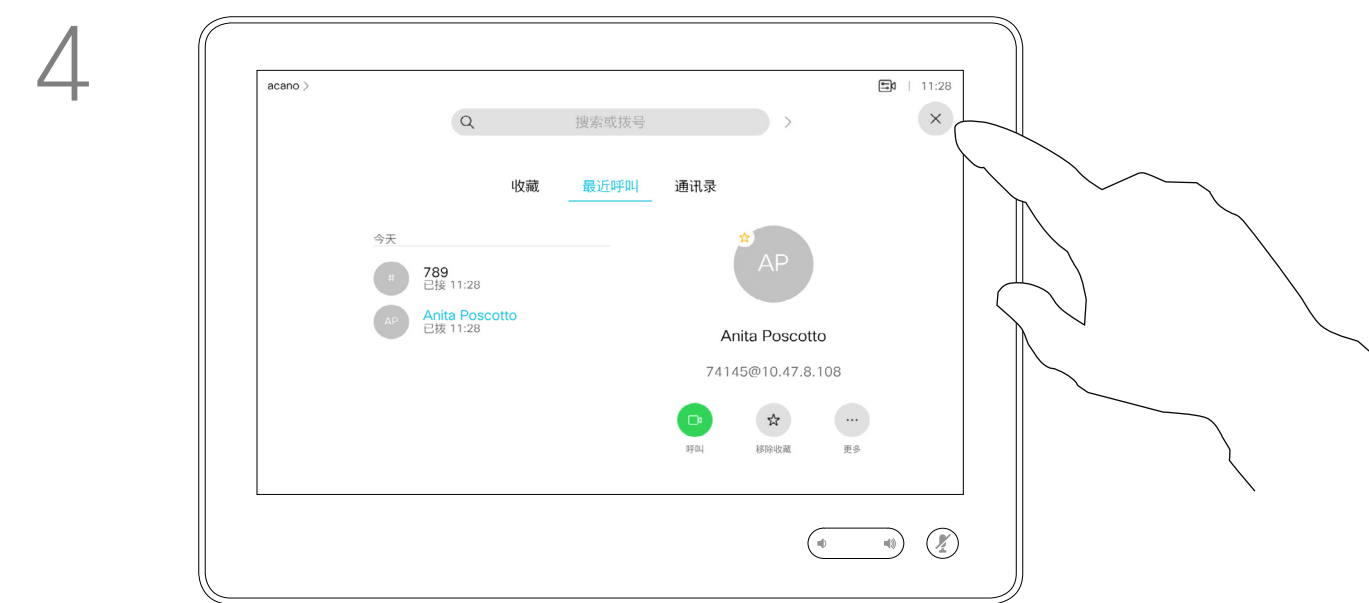 4
acano
11:28
搜索或拨号
收藏 最近呼叫 通讯录
今天
#
789
已接 11:28
AP
Anita Poscotto
已拨 11:28
AP
Anita Poscotto
74145@10.47.8.108
呼叫 移除收藏 更多